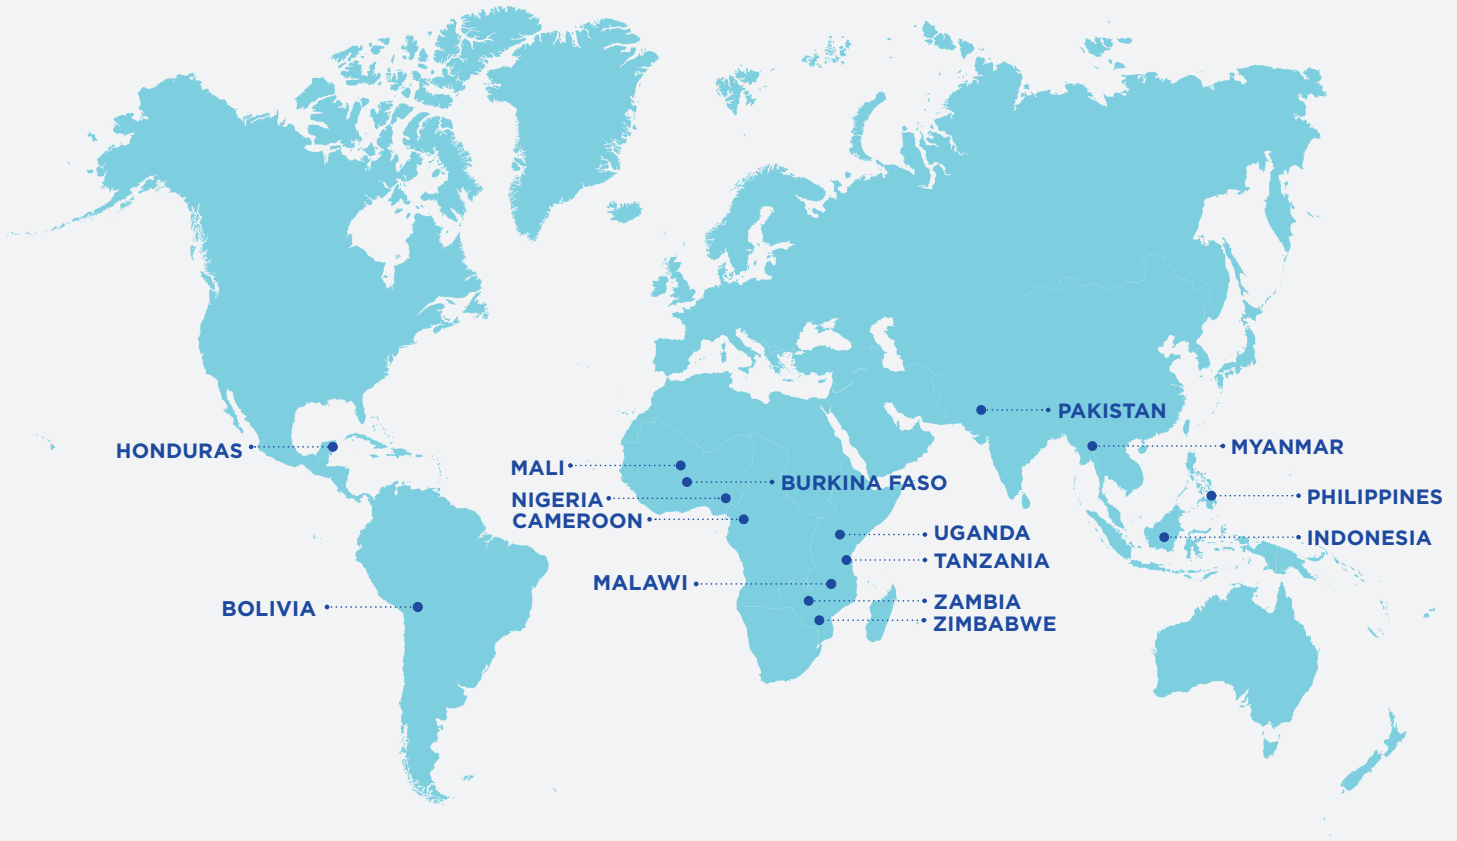 PAKISTAN
HONDURAS
MYANMAR
MALI
BURKINA FASO
NIGERIA
PHILIPPINES
CAMEROON
UGANDA
INDONESIA
TANZANIA
MALAWI
ZAMBIA
BOLIVIA
ZIMBABWE